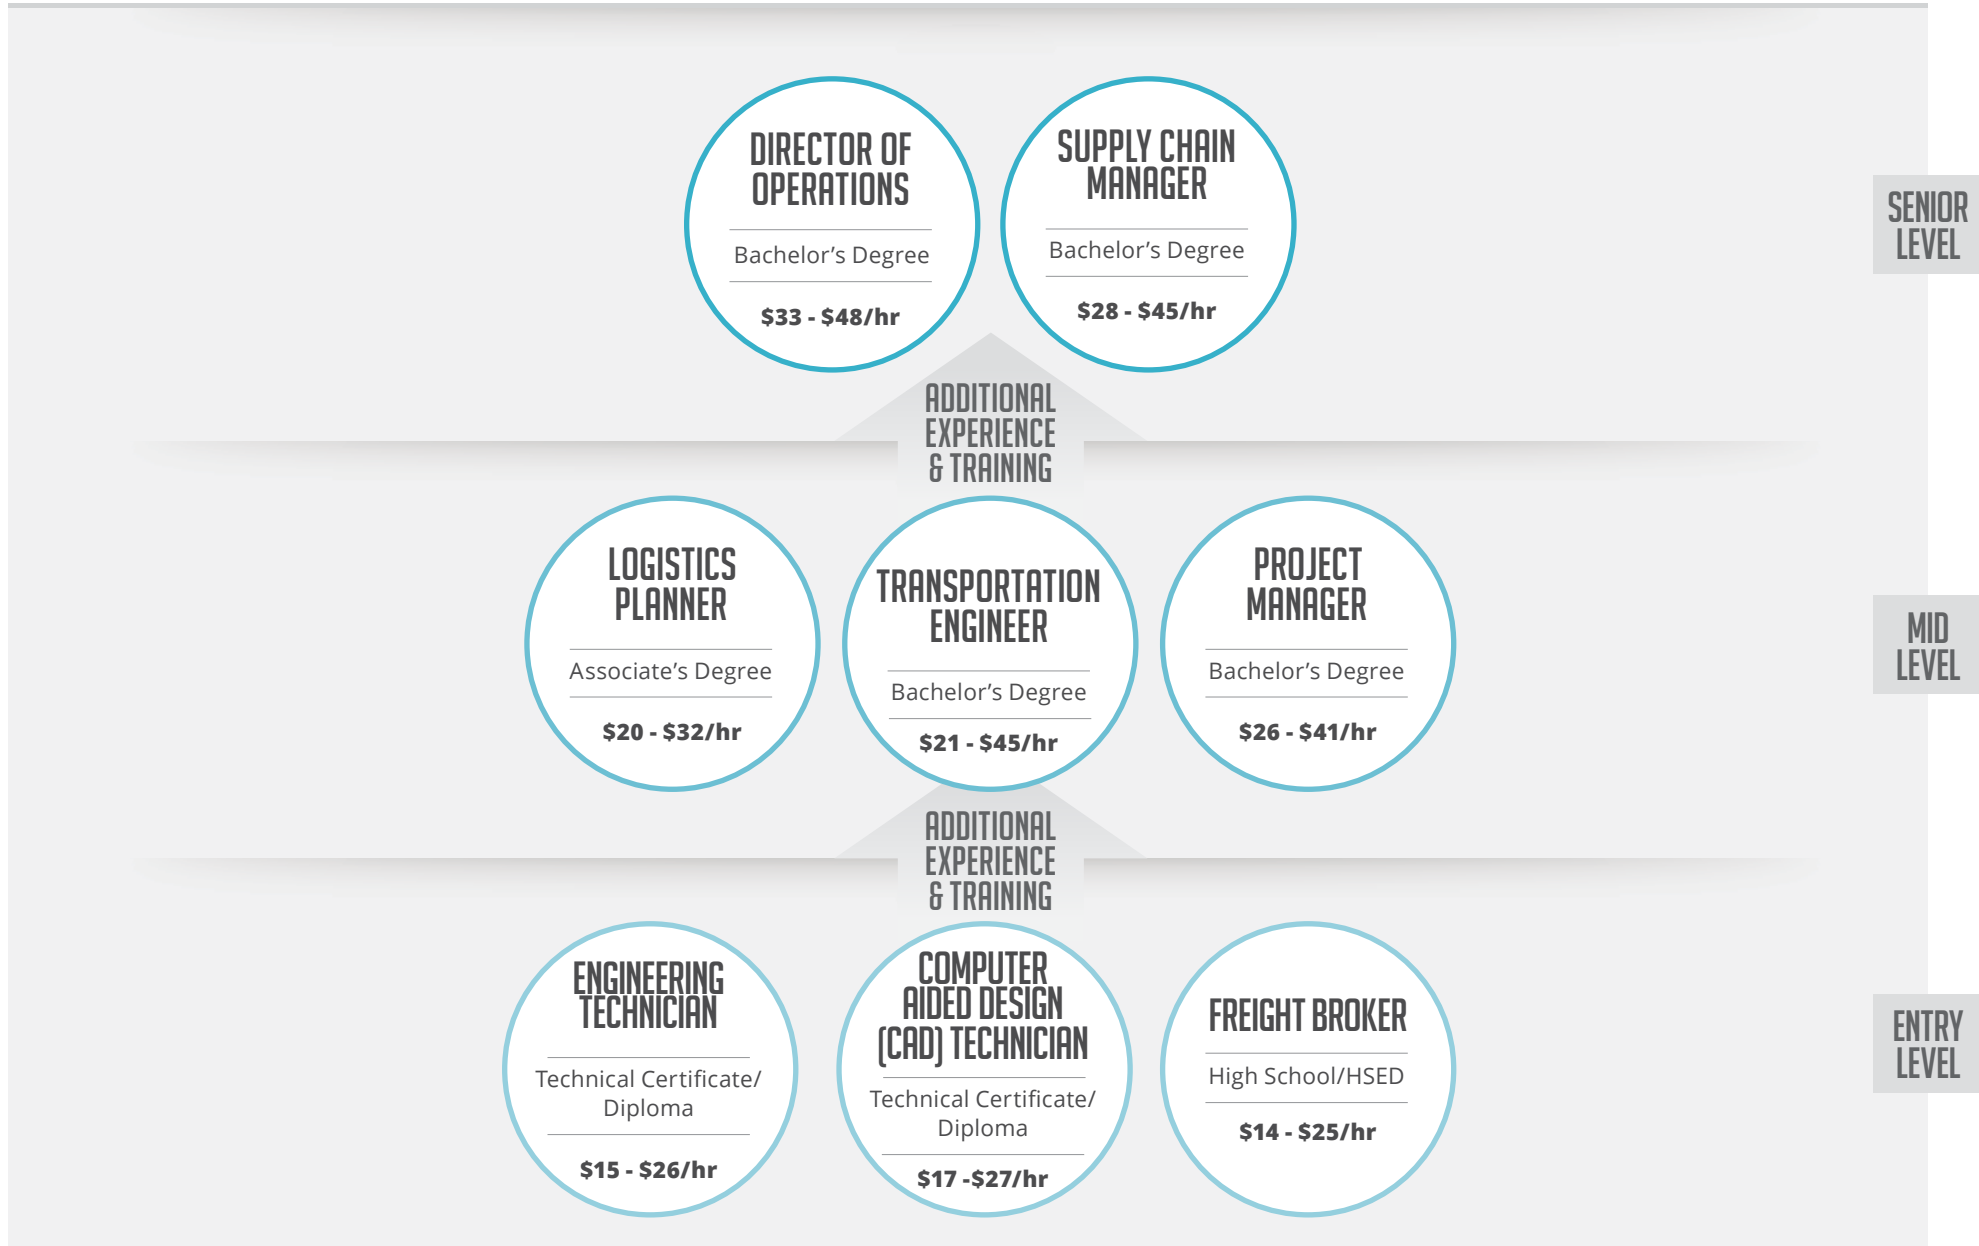 DIRECTOR OF
OPERATIONS
Bachelor's Degree
$33 - $48/hr
SUPPLY CHAIN
MANAGER
Bachelor's Degree
$28 - $45/hr
SENIOR
LEVEL
ADDITIONAL
EXPERIENCE
& TRAINING
LOGISTICS
PLANNER
Associate's Degree
$20 - $32/hr
TRANSPORTATION
ENGINEER
Bachelor's Degree
$21 - $45/hr
PROJECT
MANAGER
Bachelor's Degree
$26 - $41/hr
MID
LEVEL
ADDITIONAL
EXPERIENCE
& TRAINING
ENGINEERING
TECHNICIAN
Technical Certificate/
Diploma
$15 - $26/hr
COMPUTER
AIDED DESIGN
(CAD) TECHNICIAN
Technical Certificate/
Diploma
$17 -$27/hr
FREIGHT BROKER
High School/HSED
$14 - $25/hr
ENTRY
LEVEL